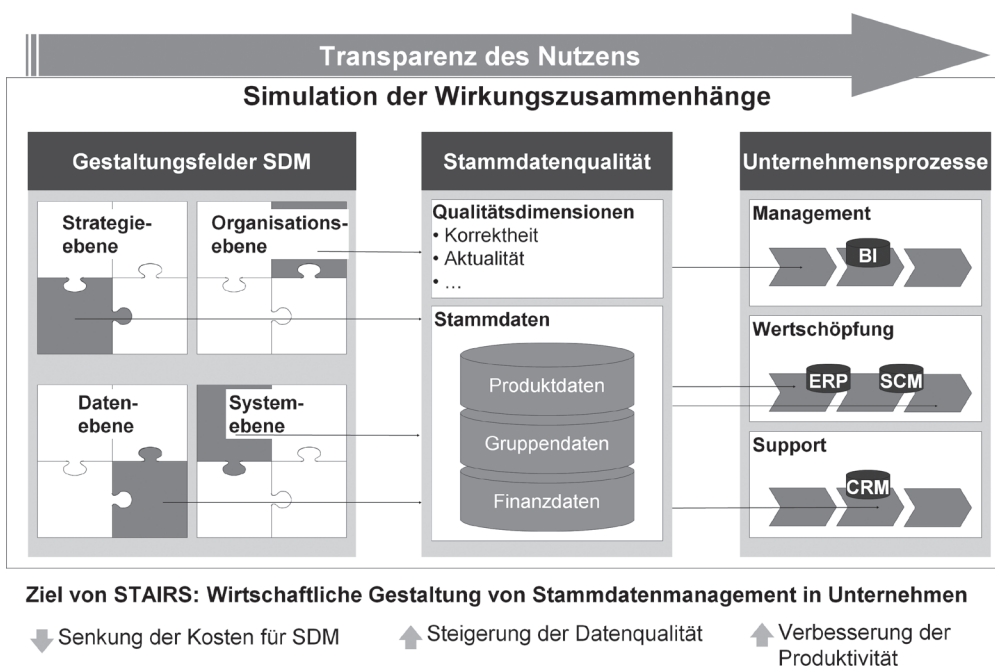 Transparenz des Nutzens
Simulation der Wirkungszusammenhänge
Gestaltungsfelder SDM
Strategie-
ebene
Organisations-
ebene
Daten-
ebene
System-
ebene
Stammdatenqualität
Qualitätsdimensionen
• Korrektheit
• Aktualität
• ...
Stammdaten
Produktdaten
Gruppendaten
Finanzdaten
Unternehmensprozesse
Management
BI
Wertschöpfung
ERP
SCM
Support
CRM
Ziel von STAIRS: Wirtschaftliche Gestaltung von Stammdatenmanagement in Unternehmen
Senkung der Kosten für SDM
Steigerung der Datenqualität
Verbesserung der
Produktivität